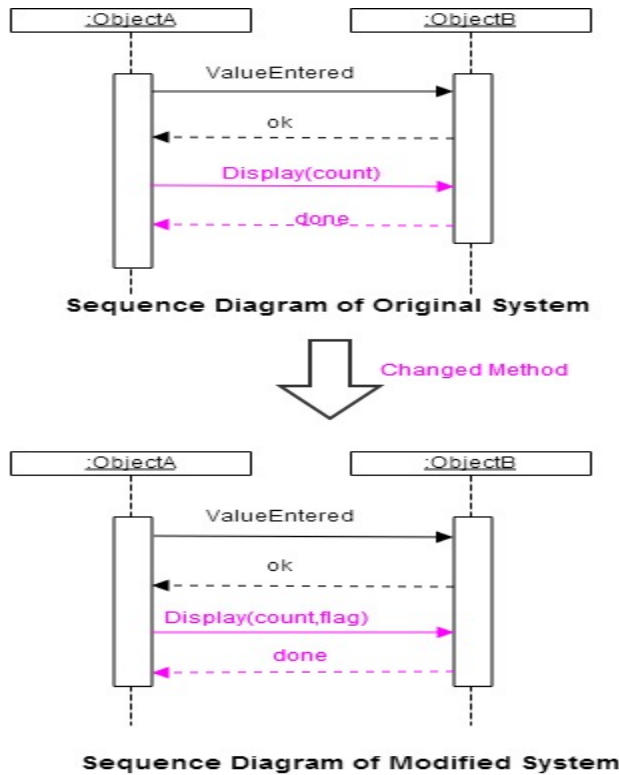 :ObjectA :ObjectB
ValueEntered
ok
Display(count)
done
Sequence Diagram of Original System
Changed Method
:ObjectA :ObjectB
ValueEntered
ok
Display(count,flag)
done
Sequence Diagram of Modified System